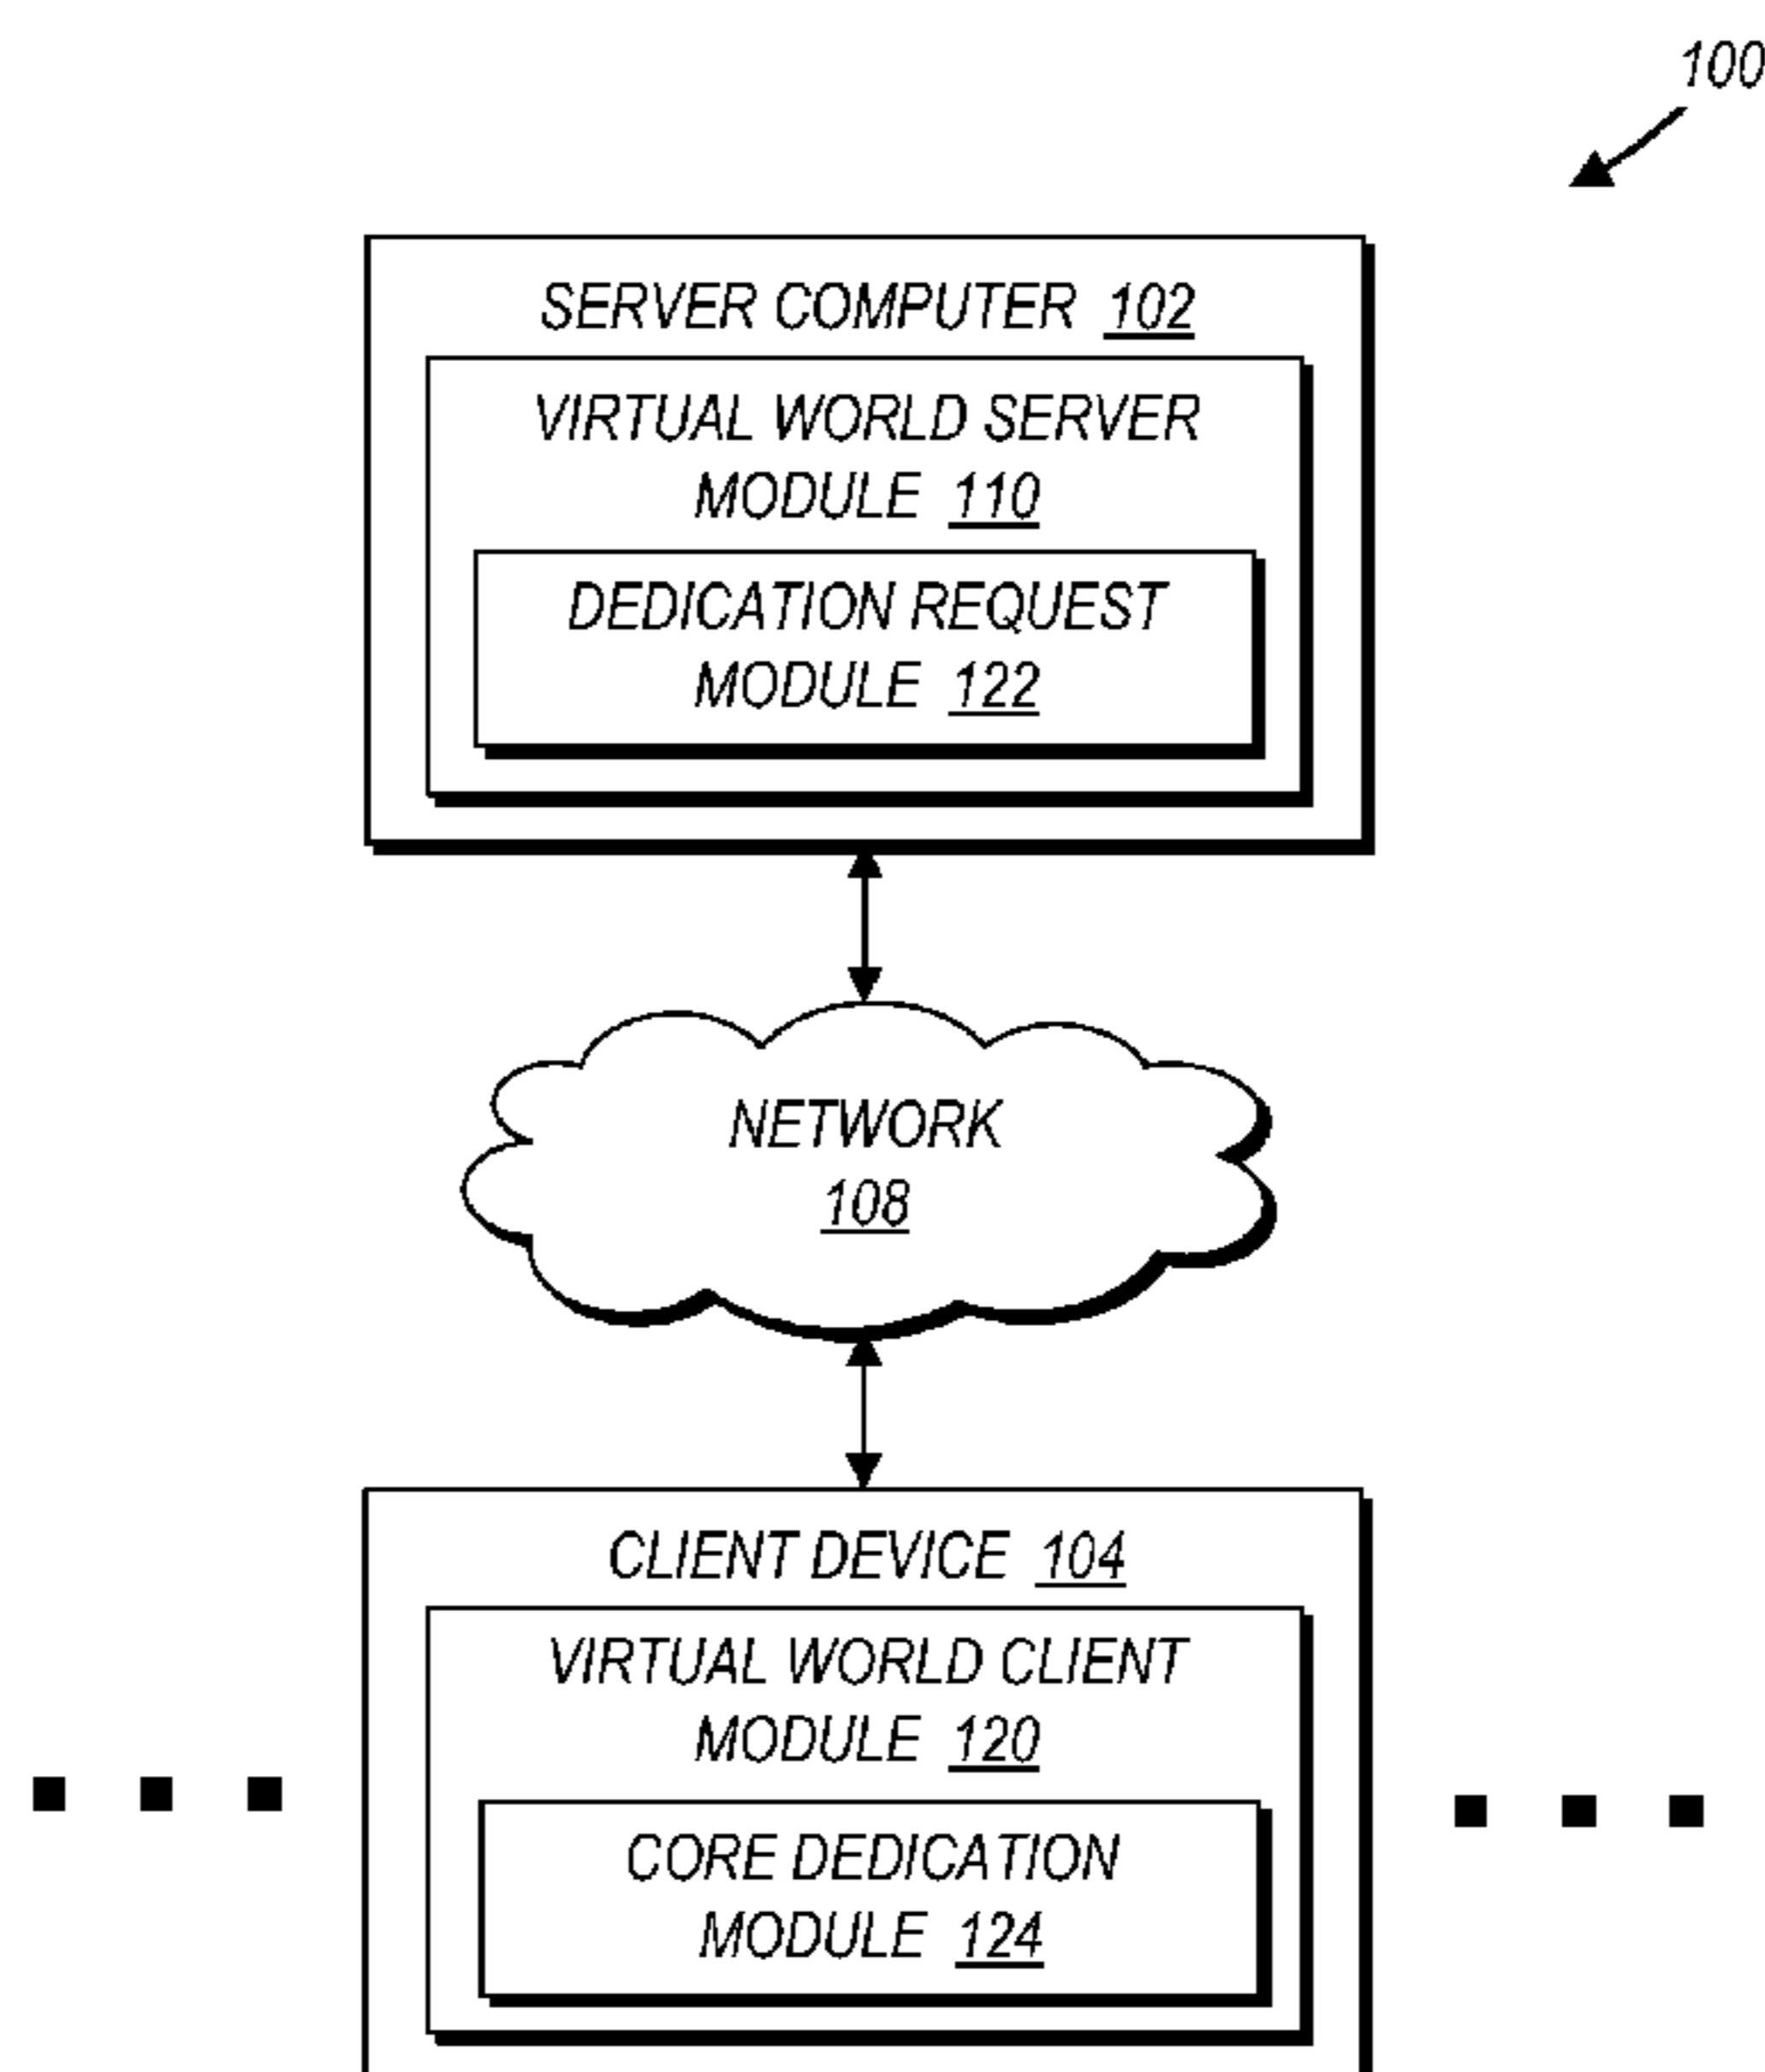 100
SERVER COMPUTER 102
VIRTUAL WORLD SERVER
MODULE 110
DEDICATION REQUEST
MODULE 122
NETWORK
108
CLIENT DEVICE 104
VIRTUAL WORLD CLIENT
MODULE 120
CORE DEDICATION
MODULE 124